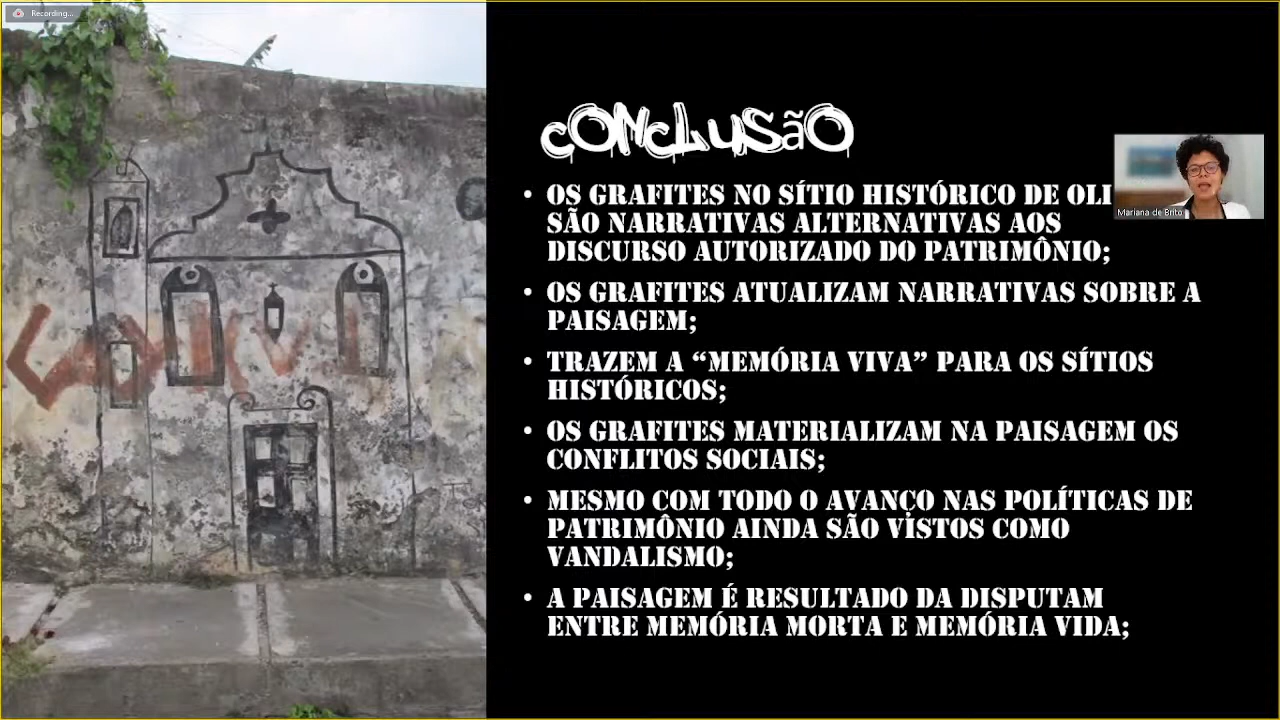 Recording...
CONCLUSãO
• OS GRAFITES NO SÍTIO HISTÓRICO DE OLI
SÃO NARRATIVAS ALTERNATIVAS AOS
DISCURSO AUTORIZADO DO PATRIMÔNIO;
• OS GRAFITES ATUALIZAM NARRATIVAS SOBRE A
PAISAGEM;
• TRAZEM A “MEMÓRIA VIVA” PARA OS SÍTIOS
HISTÓRICOS;
• OS GRAFITES MATERIALIZAM NA PAISAGEM OS
CONFLITOS SOCIAIS;
• MESMO COM TODO O AVANÇO NAS POLÍTICAS DE
PATRIMÔNIO AINDA SÃO VISTOS COMO
VANDALISMO;
• A PAISAGEM É RESULTADO DA DISPUTAM
ENTRE MEMÓRIA MORTA E MEMÓRIA VIDA;
Mariana de Brito